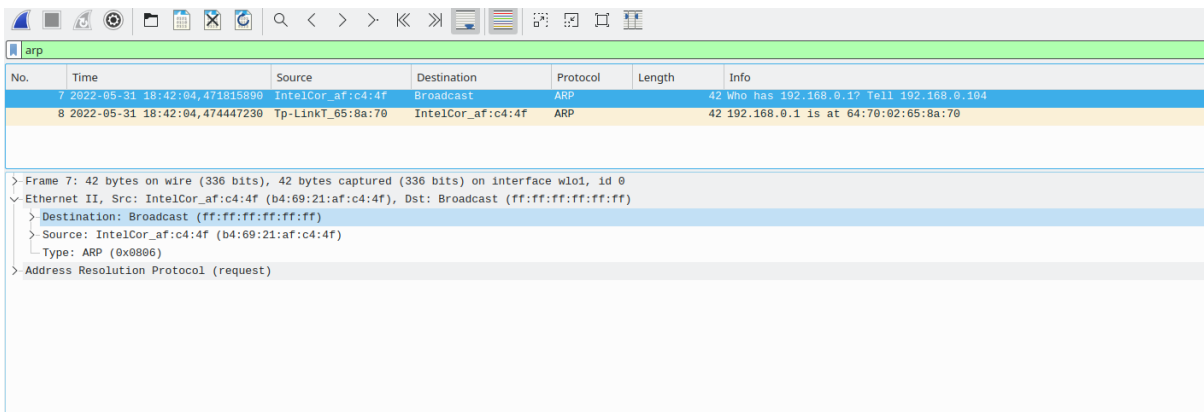 arp
No. Time Source Destination Protocol Length Info
7 2022-05-31 18:42:04,471815890 IntelCor_af:c4:4f Broadcast ARP 42 Who has 192.168.0.1? Tell 192.168.0.104
8 2022-05-31 18:42:04,474447230 Tp-LinkT_65:8a:70 IntelCor_af:c4:4f ARP 42 192.168.0.1 is at 64:70:02:65:8a:70
Frame 7: 42 bytes on wire (336 bits), 42 bytes captured (336 bits) on interface wlo1, id 0
Ethernet II, Src: IntelCor_af:c4:4f (b4:69:21:af:c4:4f), Dst: Broadcast (ff:ff:ff:ff:ff:ff)
Destination: Broadcast (ff:ff:ff:ff:ff:ff)
Source: IntelCor_af:c4:4f (b4:69:21:af:c4:4f)
Type: ARP (0x0806)
Address Resolution Protocol (request)